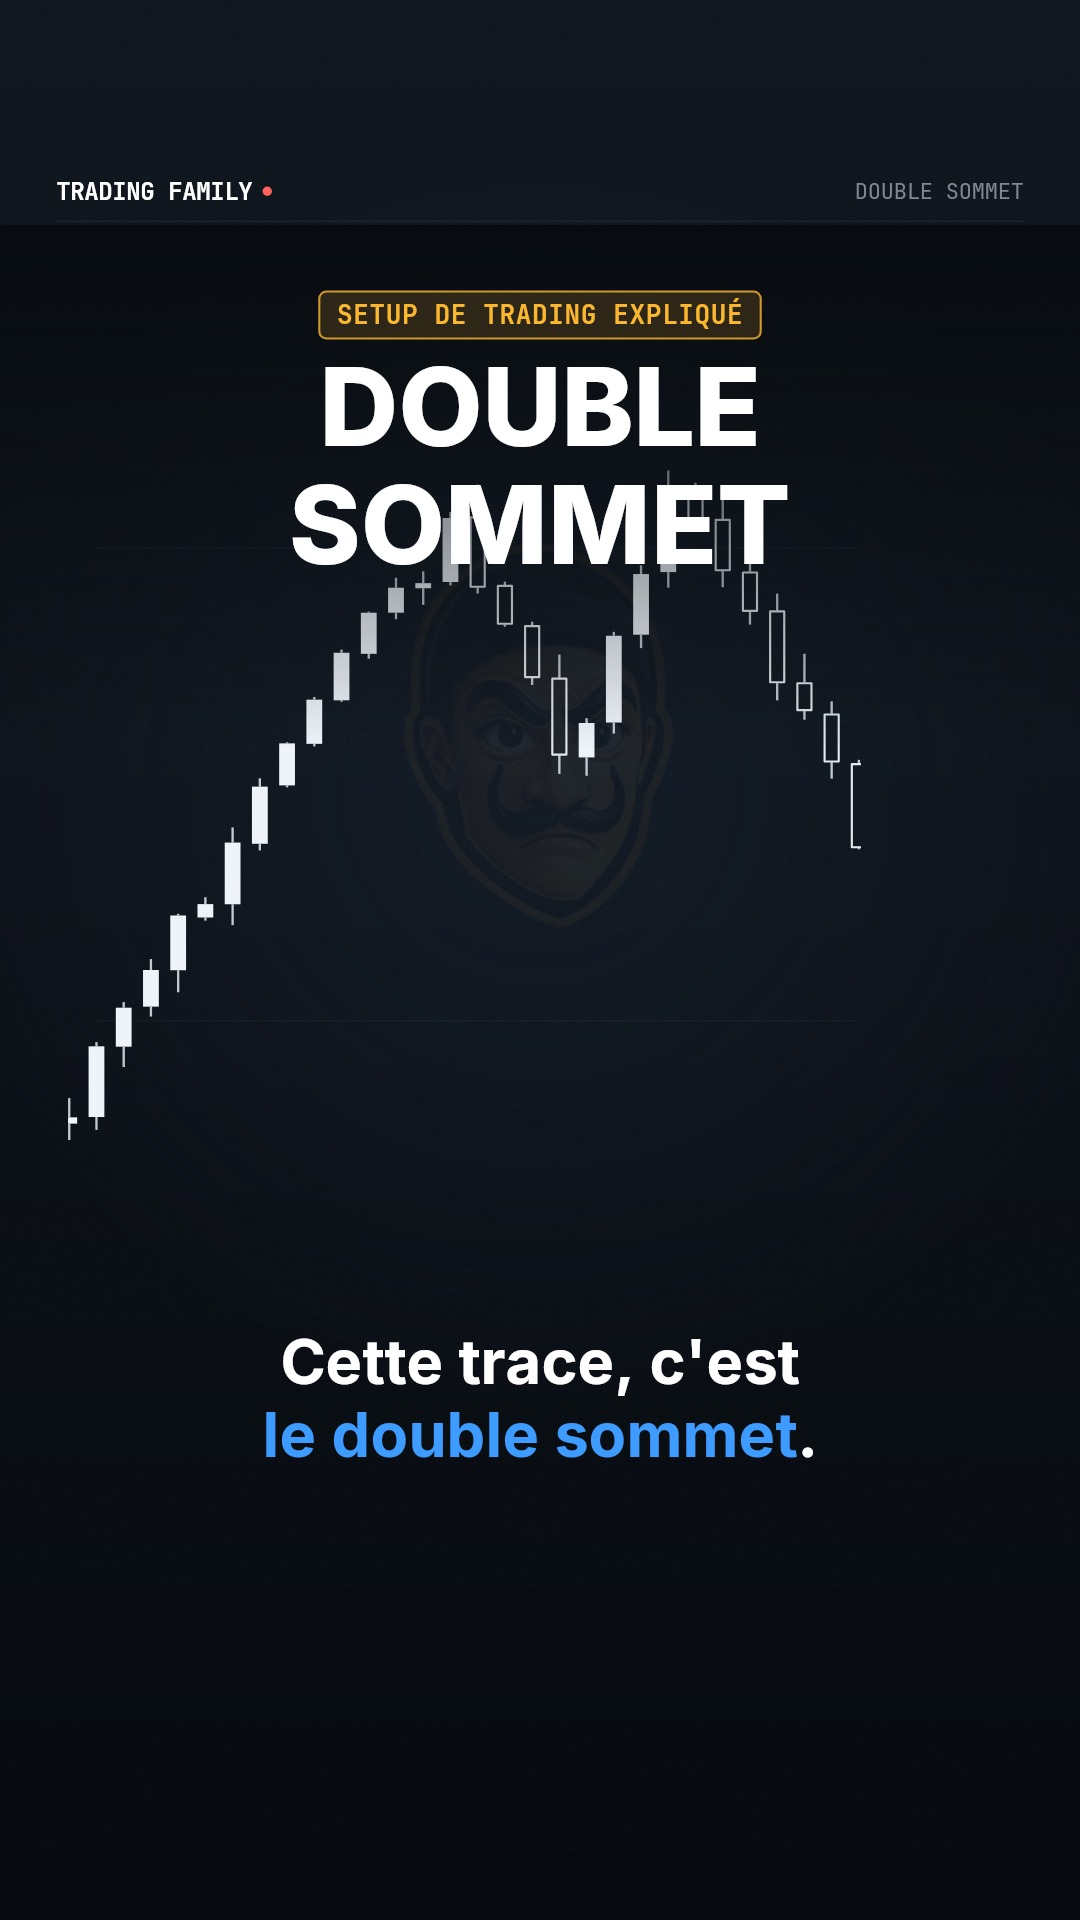 TRADING FAMILY
DOUBLE SOMMET
SETUP DE TRADING EXPLIQUÉ
DOUBLE
SOMMET
Cette trace, c'est
le double sommet.